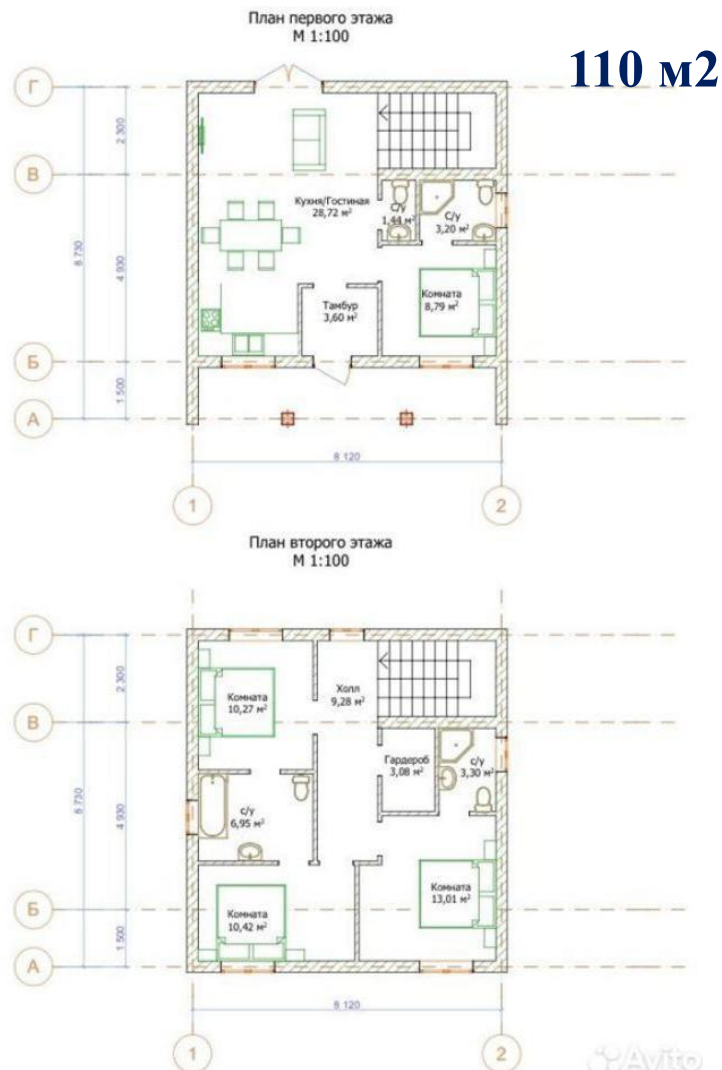 План первого этажа
М 1:100
110 м2
Г
В
Б
А
2 300
4 930
1 500
8 730
Кухня/Гостиная
28,72 м²
С/у
1,44 м²
С/у
3,20 м²
Тамбур
3,60 м²
Комната
8,79 м²
8 120
1
2
План второго этажа
М 1:100
Г
В
Б
А
2 300
4 930
1 500
8 730
Комната
10,27 м²
Холл
9,28 м²
Гардероб
3,08 м²
с/у
3,30 м²
с/у
6,95 м²
Комната
10,42 м²
Комната
13,01 м²
8 120
1
2
Avito